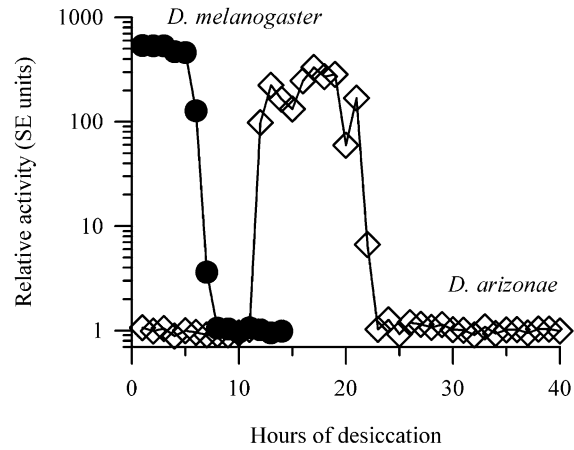 D. melanogaster
1000
100
10
1
Relative activity (SE units)
D. arizonae
0 10 20 30 40
Hours of desiccation